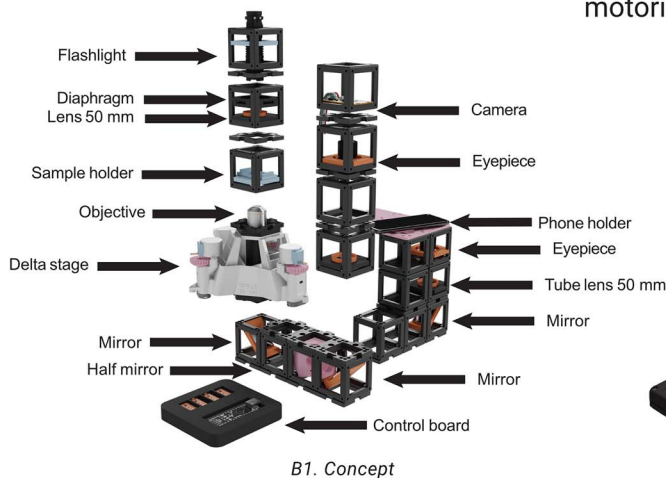 motori
Flashlight
Diaphragm
Lens 50 mm
Sample holder
Objective
Delta stage
Mirror
Half mirror
Camera
Eyepiece
Phone holder
Eyepiece
Tube lens 50 mm
Mirror
Mirror
Control board
B1. Concept